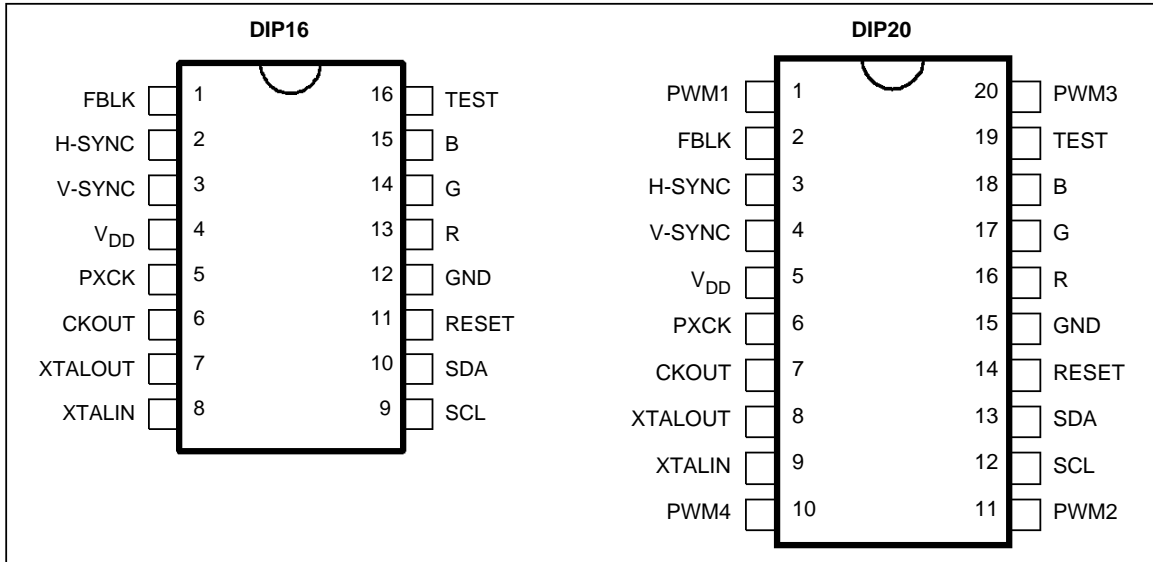 DIP16
FBLK 1 16 TEST
H-SYNC 2 15 B
V-SYNC 3 14 G
VDD 4 13 R
PXCK 5 12 GND
CKOUT 6 11 RESET
XTALOUT 7 10 SDA
XTALIN 8 9 SCL
DIP20
PWM1 1 20 PWM3
FBLK 2 19 TEST
H-SYNC 3 18 B
V-SYNC 4 17 G
VDD 5 16 R
PXCK 6 15 GND
CKOUT 7 14 RESET
XTALOUT 8 13 SDA
XTALIN 9 12 SCL
PWM4 10 11 PWM2